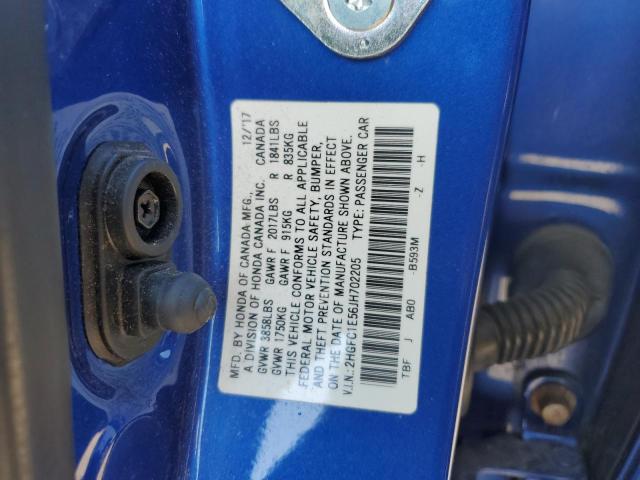 MFD. BY HONDA OF CANADA MFG., 12/'17
A DIVISION OF HONDA CANADA INC. CANADA
GVWR 3858LBS GAWR F 2017LBS R 1841LBS
GVWR 1750KG GAWR F 915KG R 835KG
THIS VEHICLE CONFORMS TO ALL APPLICABLE
FEDERAL MOTOR VEHICLE SAFETY, BUMPER,
AND THEFT PREVENTION STANDARDS IN EFFECT
ON THE DATE OF MANUFACTURE SHOWN ABOVE.
V.I.N.: 2HGFC1E56JH702205 TYPE: PASSENGER CAR
TBF J AB0 -B593M -Z -H